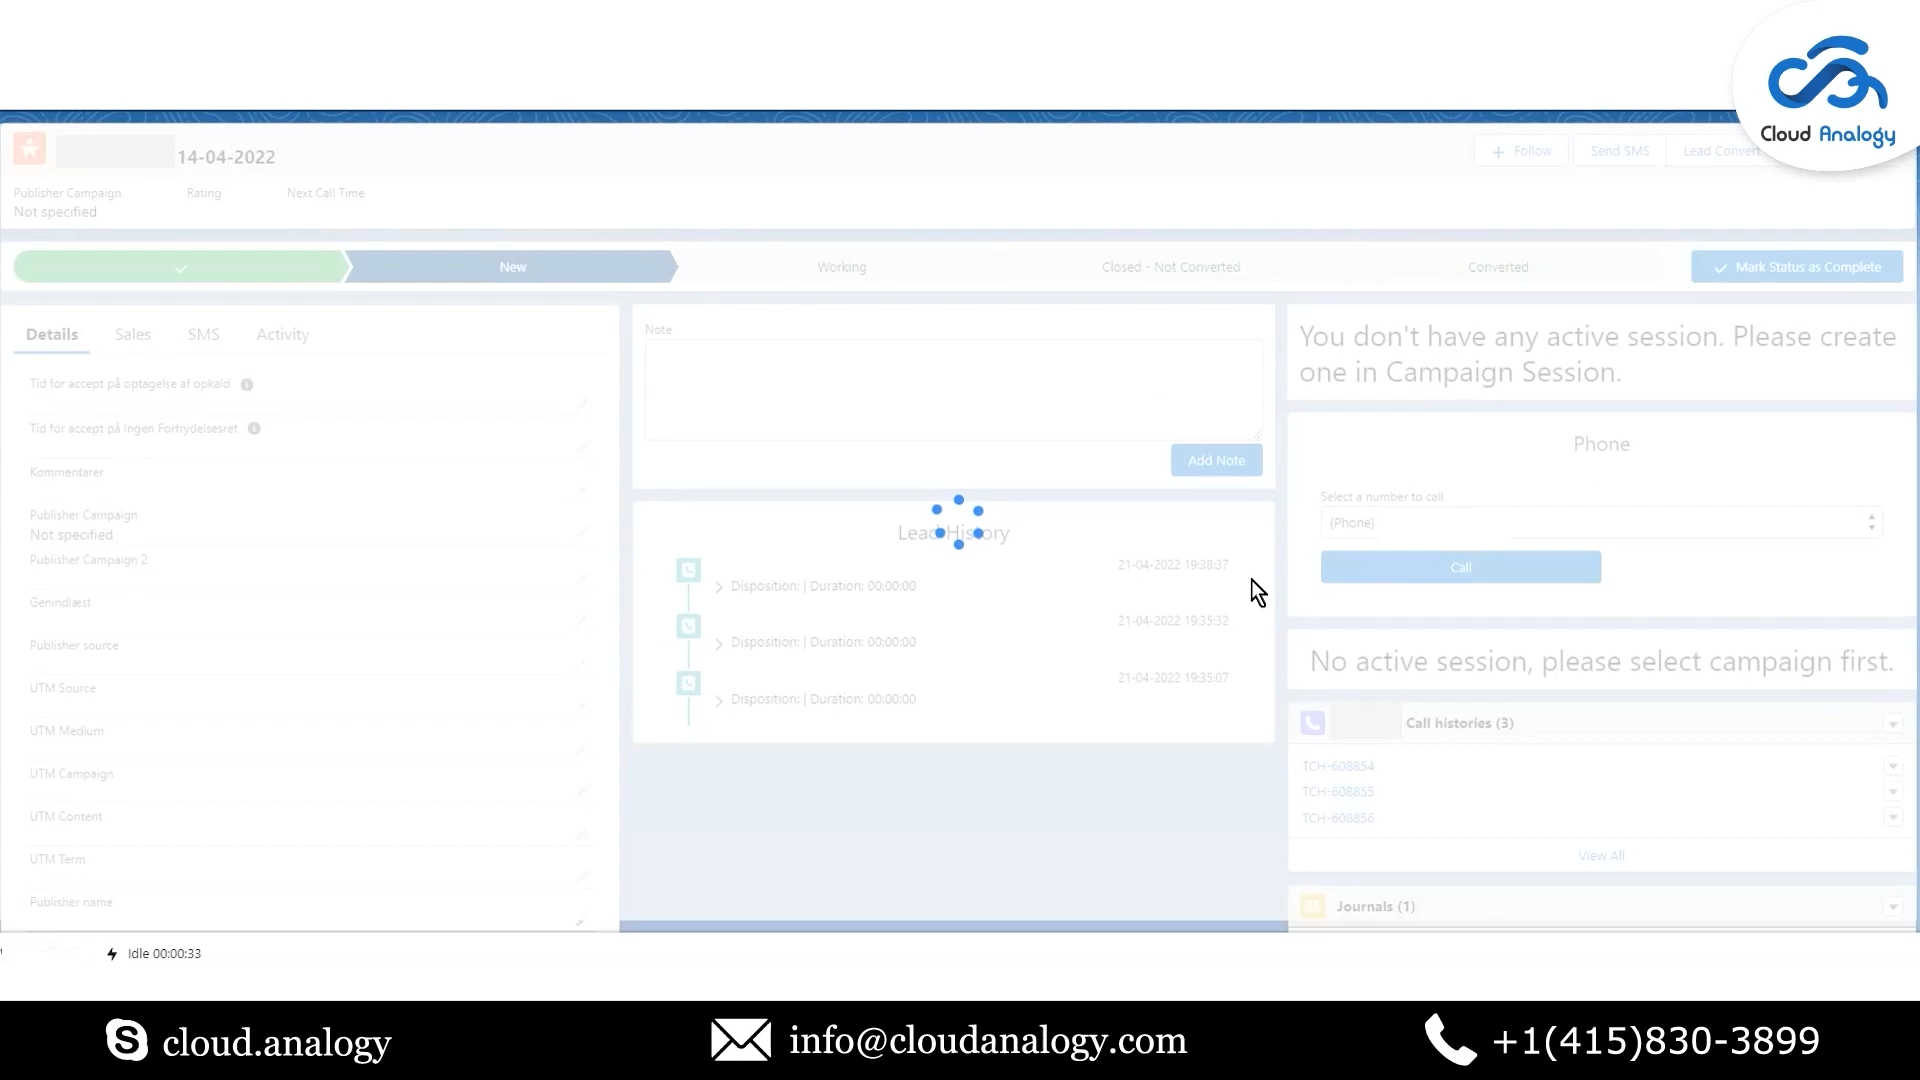 Cloud Analogy
14-04-2022
Follow
Send SMS
Lead Convert
Publisher Campaign
Rating
Next Call Time
Not specified
New
Working
Closed - Not Converted
Converted
Mark Status as Complete
Details
Sales
SMS
Activity
Tid for accept på optagelse af opkald
Tid for accept på Ingen Fortrydelsesret
Kommentarer
Publisher Campaign
Not specified
Publisher Campaign 2
Genindlæst
Publisher source
UTM Source
UTM Medium
UTM Campaign
UTM Content
UTM Term
Publisher name
Note
Add Note
Lead History
21-04-2022 19:38:37
Disposition: | Duration: 00:00:00
21-04-2022 19:35:32
Disposition: | Duration: 00:00:00
21-04-2022 19:35:07
Disposition: | Duration: 00:00:00
You don't have any active session. Please create
one in Campaign Session.
Phone
Select a number to call
(Phone)
Call
No active session, please select campaign first.
Call histories (3)
TCH-608854
TCH-608855
TCH-608856
View All
Journals (1)
Idle 00:00:33
cloud.analogy
info@cloudanalogy.com
+1(415)830-3899